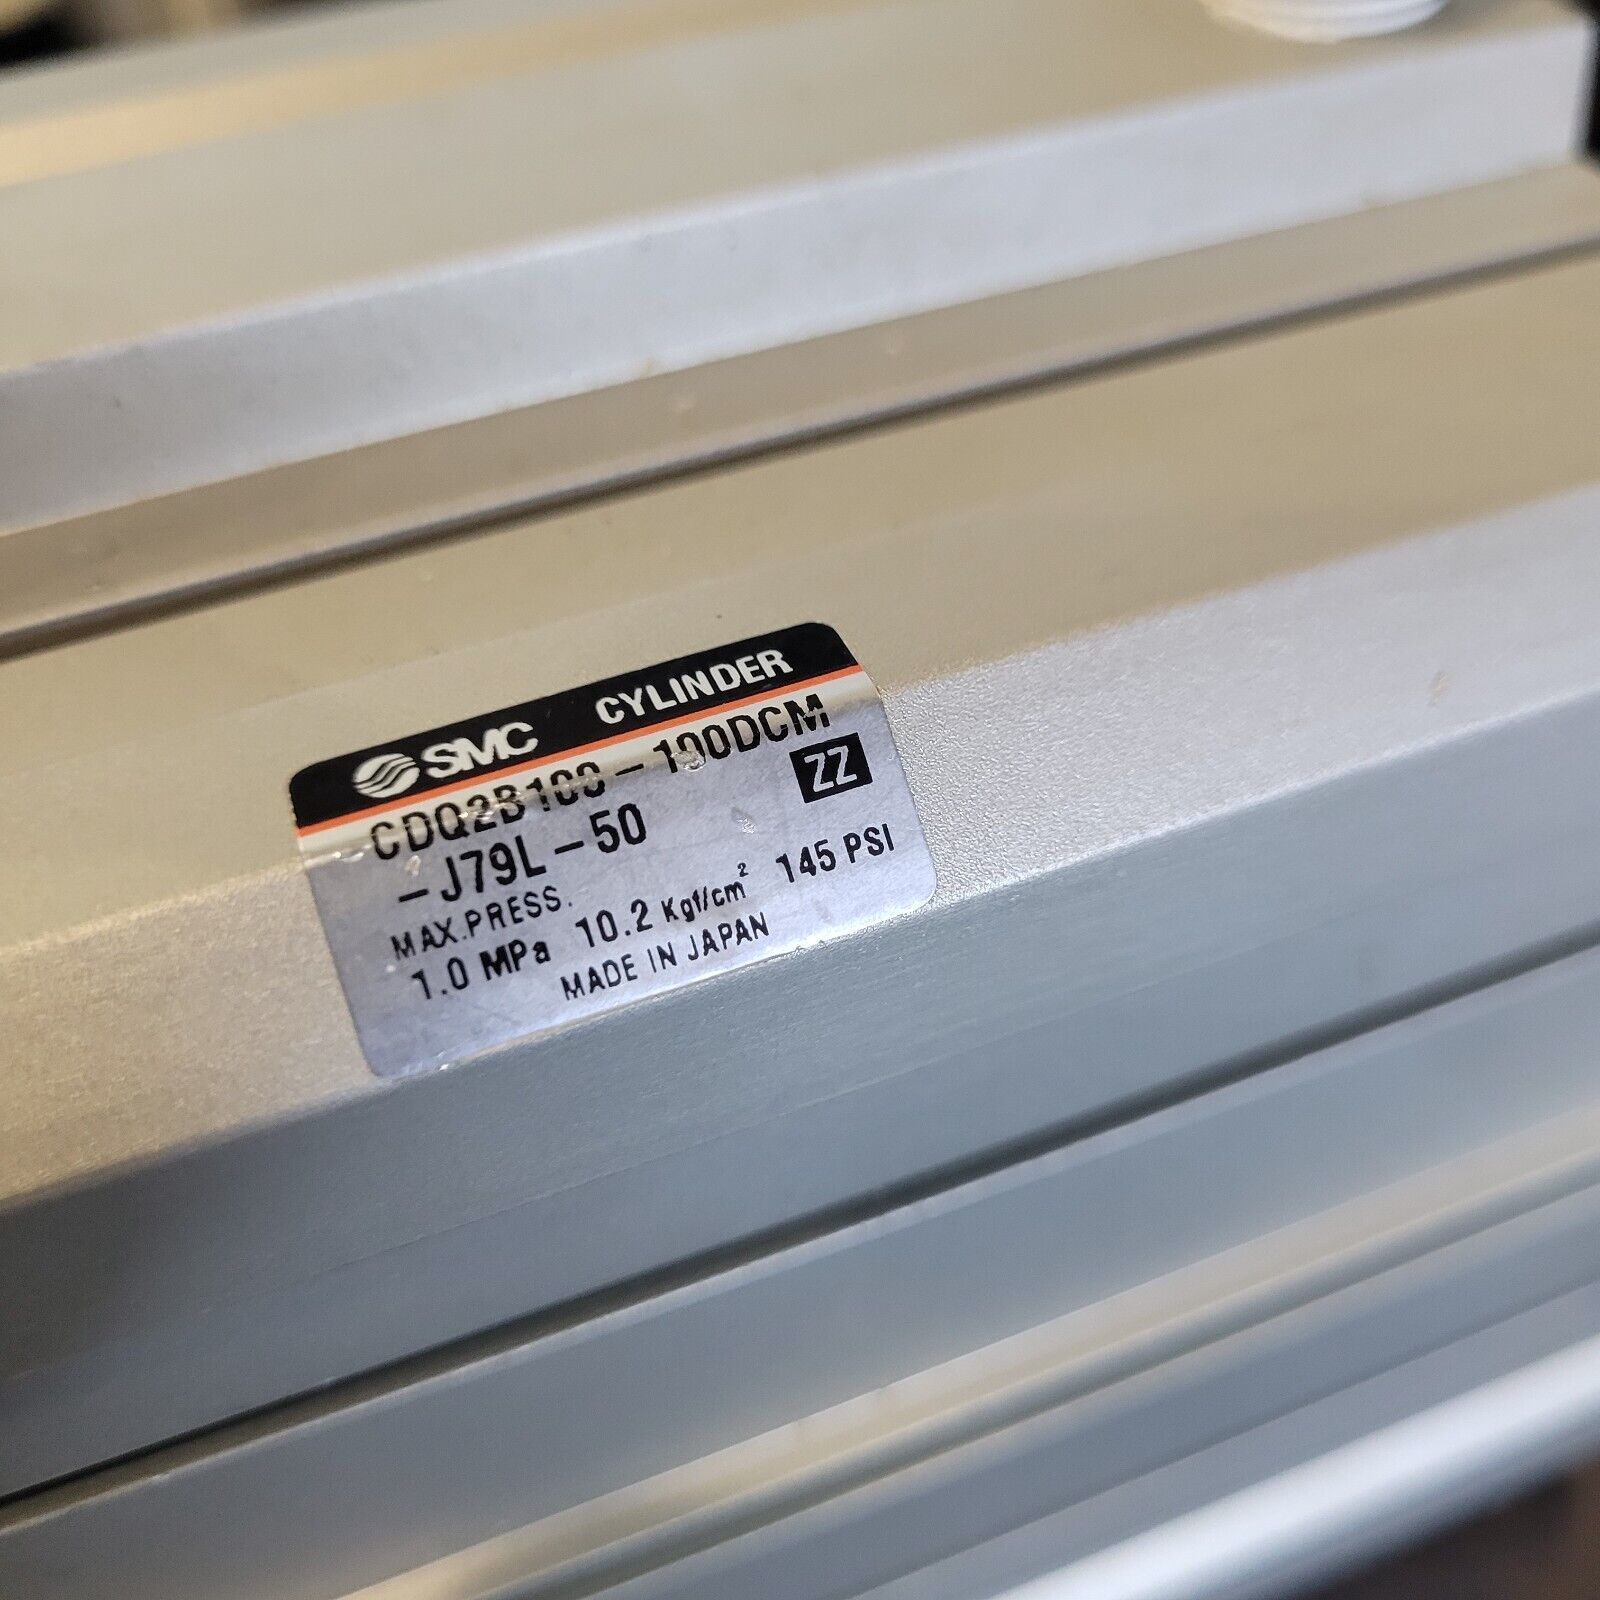 SMC CYLINDER
CDQ2B100-100DCM
-J79L-50 ZZ
MAX.PRESS.
1.0 MPa 10.2 Kgf/cm² 145 PSI
MADE IN JAPAN